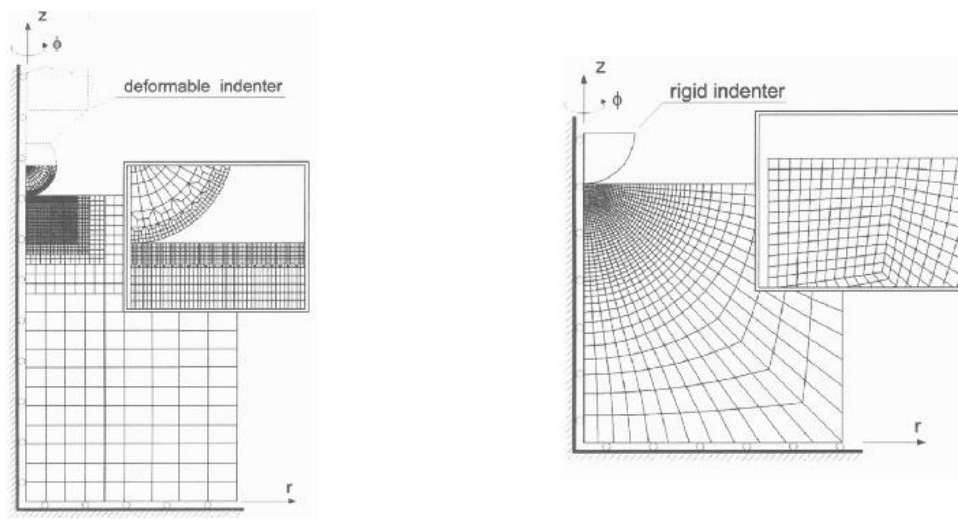 z
ϕ
deformable indenter
r
z
ϕ
rigid indenter
r